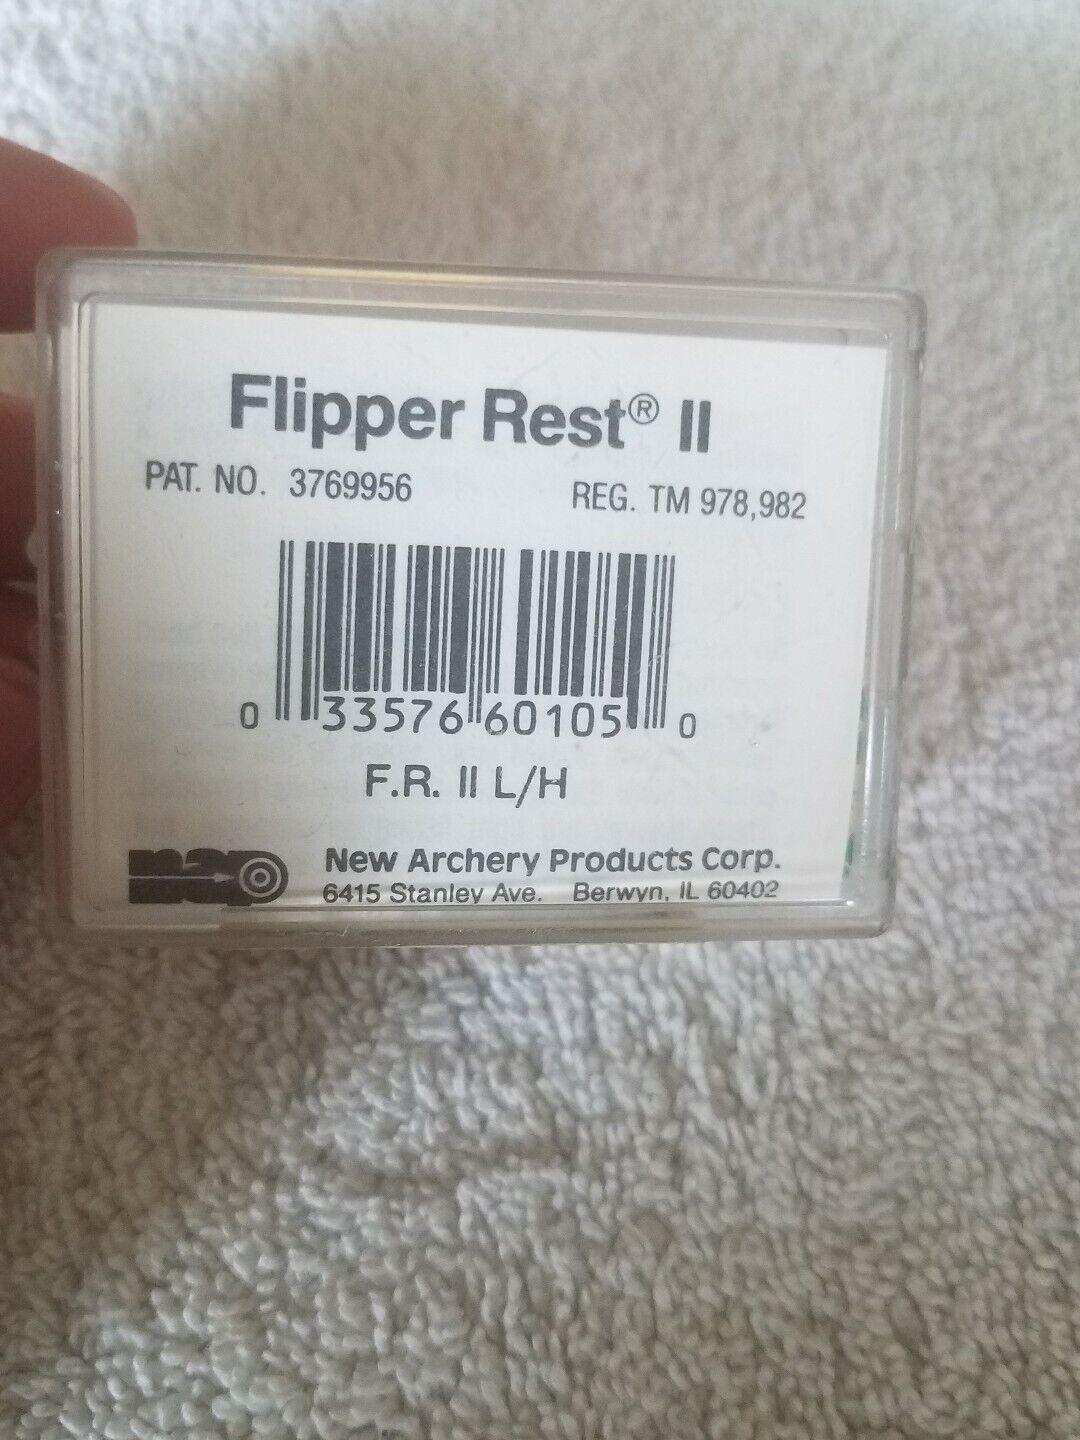 Flipper Rest® II
PAT. NO. 3769956 REG. TM 978,982
0 33576 60105 0
F.R. II L/H
nap New Archery Products Corp.
6415 Stanley Ave. Berwyn, IL 60402